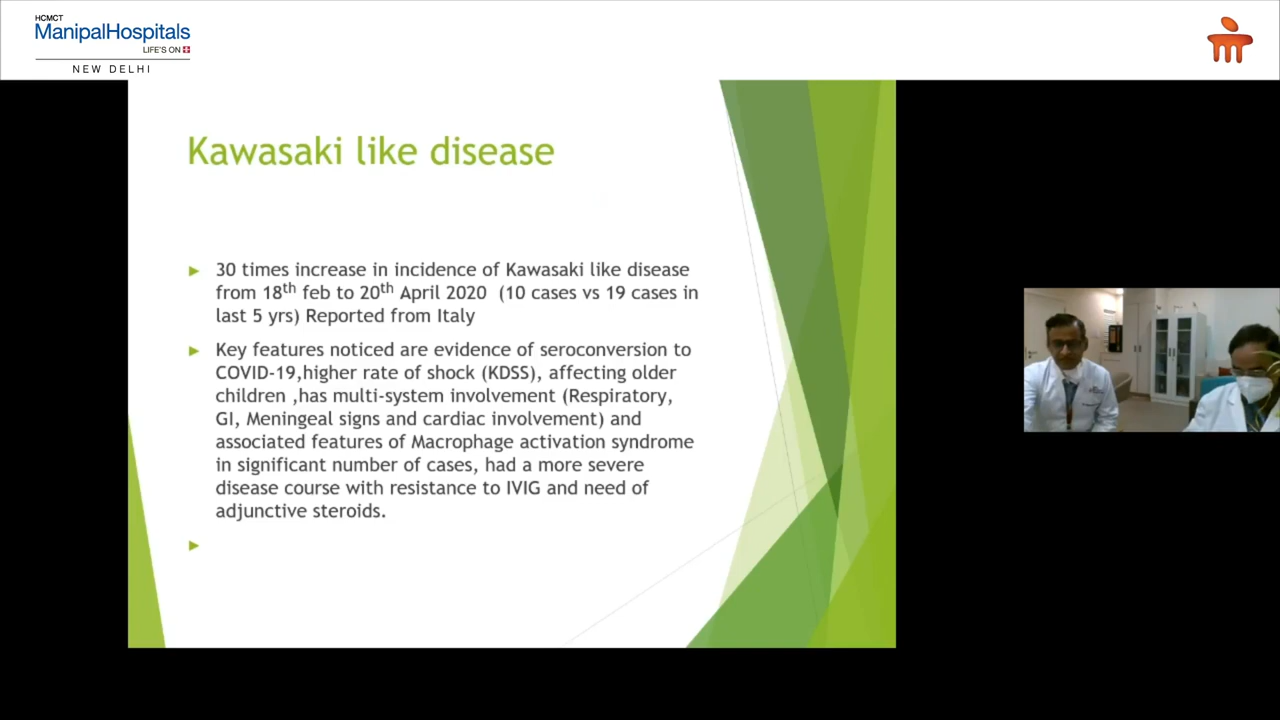 HCMCT
ManipalHospitals
LIFE'S ON
NEW DELHI
Kawasaki like disease
30 times increase in incidence of Kawasaki like disease
from 18th feb to 20th April 2020 (10 cases vs 19 cases in
last 5 yrs) Reported from Italy
Key features noticed are evidence of seroconversion to
COVID-19,higher rate of shock (KDSS), affecting older
children ,has multi-system involvement (Respiratory,
GI, Meningeal signs and cardiac involvement) and
associated features of Macrophage activation syndrome
in significant number of cases, had a more severe
disease course with resistance to IVIG and need of
adjunctive steroids.